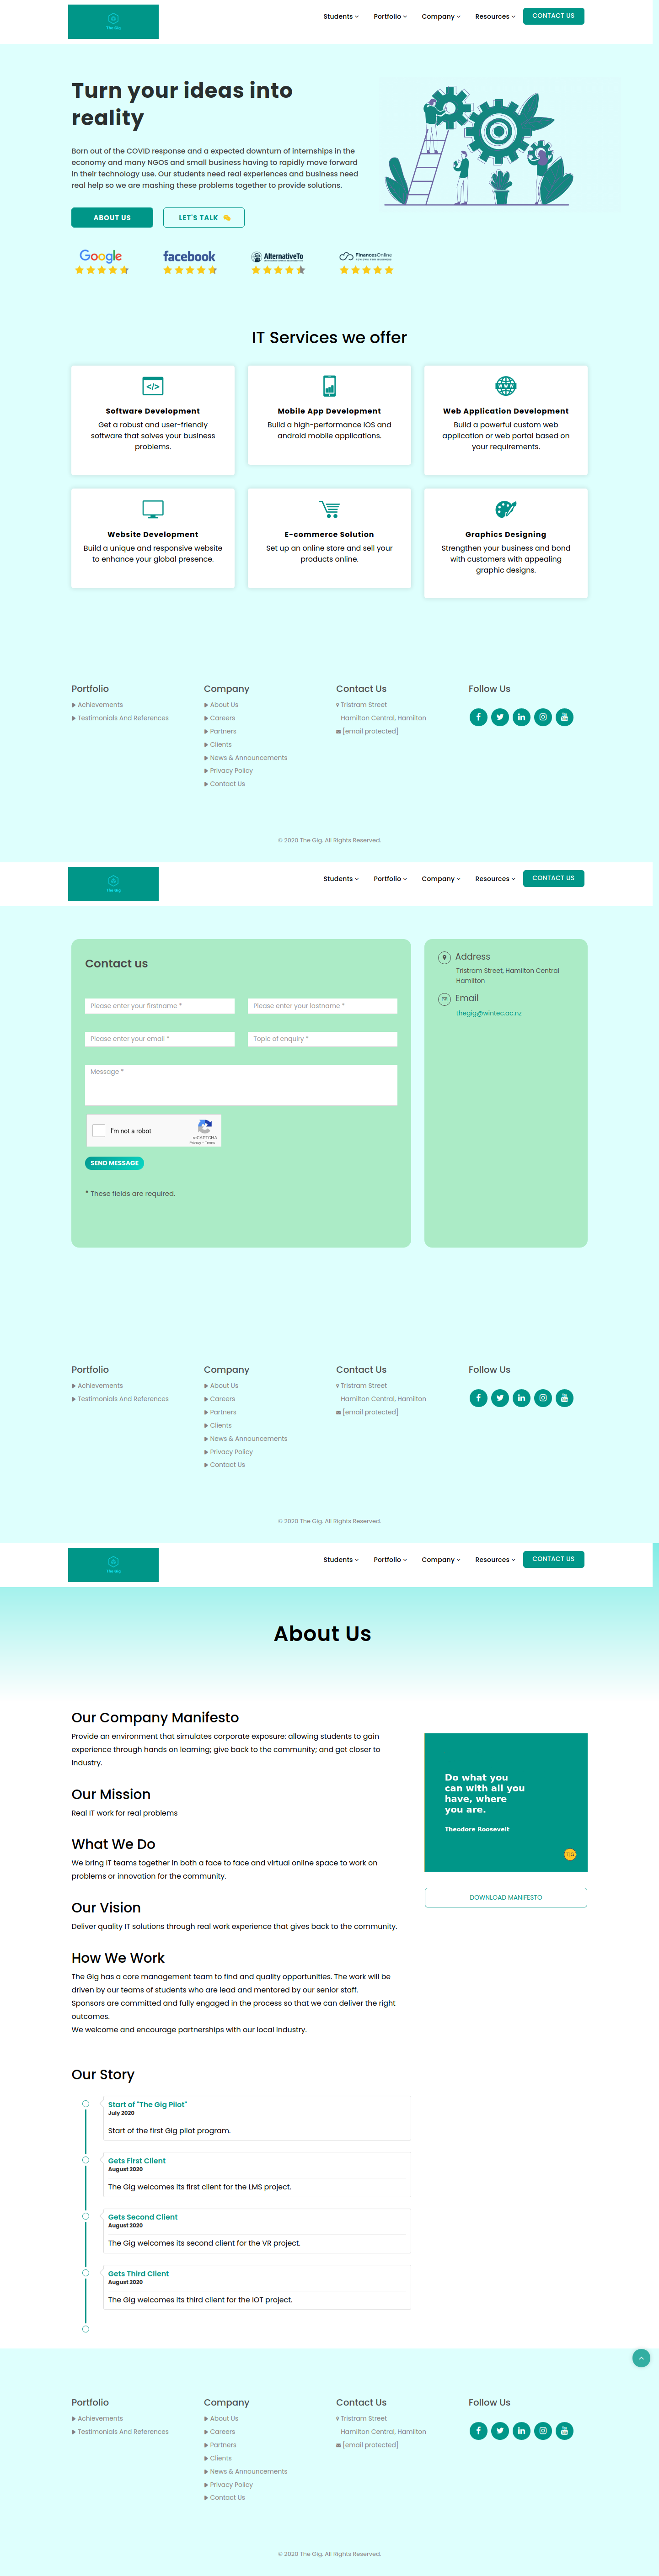 The Gig
Students Portfolio Company Resources CONTACT US
Turn your ideas into
reality
Born out of the COVID response and a expected downturn of internships in the
economy and many NGOS and small business having to rapidly move forward
in their technology use. Our students need real experiences and business need
real help so we are mashing these problems together to provide solutions.
ABOUT US LET'S TALK
Google facebook AlternativeTo FinancesOnline
IT Services we offer
Software Development
Get a robust and user-friendly
software that solves your business
problems.
Mobile App Development
Build a high-performance iOS and
android mobile applications.
Web Application Development
Build a powerful custom web
application or web portal based on
your requirements.
Website Development
Build a unique and responsive website
to enhance your global presence.
E-commerce Solution
Set up an online store and sell your
products online.
Graphics Designing
Strengthen your business and bond
with customers with appealing
graphic designs.
Portfolio
Achievements
Testimonials And References
Company
About Us
Careers
Partners
Clients
News & Announcements
Privacy Policy
Contact Us
Contact Us
Tristram Street
Hamilton Central, Hamilton
[email protected]
Follow Us
© 2020 The Gig. All Rights Reserved.
The Gig
Students Portfolio Company Resources CONTACT US
Contact us
Please enter your firstname * Please enter your lastname *
Please enter your email * Topic of enquiry *
Message *
I'm not a robot
reCAPTCHA
Privacy - Terms
SEND MESSAGE
* These fields are required.
Address
Tristram Street, Hamilton Central
Hamilton
Email
thegig@wintec.ac.nz
Portfolio
Achievements
Testimonials And References
Company
About Us
Careers
Partners
Clients
News & Announcements
Privacy Policy
Contact Us
Contact Us
Tristram Street
Hamilton Central, Hamilton
[email protected]
Follow Us
© 2020 The Gig. All Rights Reserved.
The Gig
Students Portfolio Company Resources CONTACT US
About Us
Our Company Manifesto
Provide an environment that simulates corporate exposure: allowing students to gain
experience through hands on learning; give back to the community; and get closer to
industry.
Our Mission
Real IT work for real problems
What We Do
We bring IT teams together in both a face to face and virtual online space to work on
problems or innovation for the community.
Our Vision
Deliver quality IT solutions through real work experience that gives back to the community.
How We Work
The Gig has a core management team to find and quality opportunities. The work will be
driven by our teams of students who are lead and mentored by our senior staff.
Sponsors are committed and fully engaged in the process so that we can deliver the right
outcomes.
We welcome and encourage partnerships with our local industry.
Do what you
can with all you
have, where
you are.
Theodore Roosevelt
DOWNLOAD MANIFESTO
Our Story
Start of "The Gig Pilot"
July 2020
Start of the first Gig pilot program.
Gets First Client
August 2020
The Gig welcomes its first client for the LMS project.
Gets Second Client
August 2020
The Gig welcomes its second client for the VR project.
Gets Third Client
August 2020
The Gig welcomes its third client for the IOT project.
Portfolio
Achievements
Testimonials And References
Company
About Us
Careers
Partners
Clients
News & Announcements
Privacy Policy
Contact Us
Contact Us
Tristram Street
Hamilton Central, Hamilton
[email protected]
Follow Us
© 2020 The Gig. All Rights Reserved.